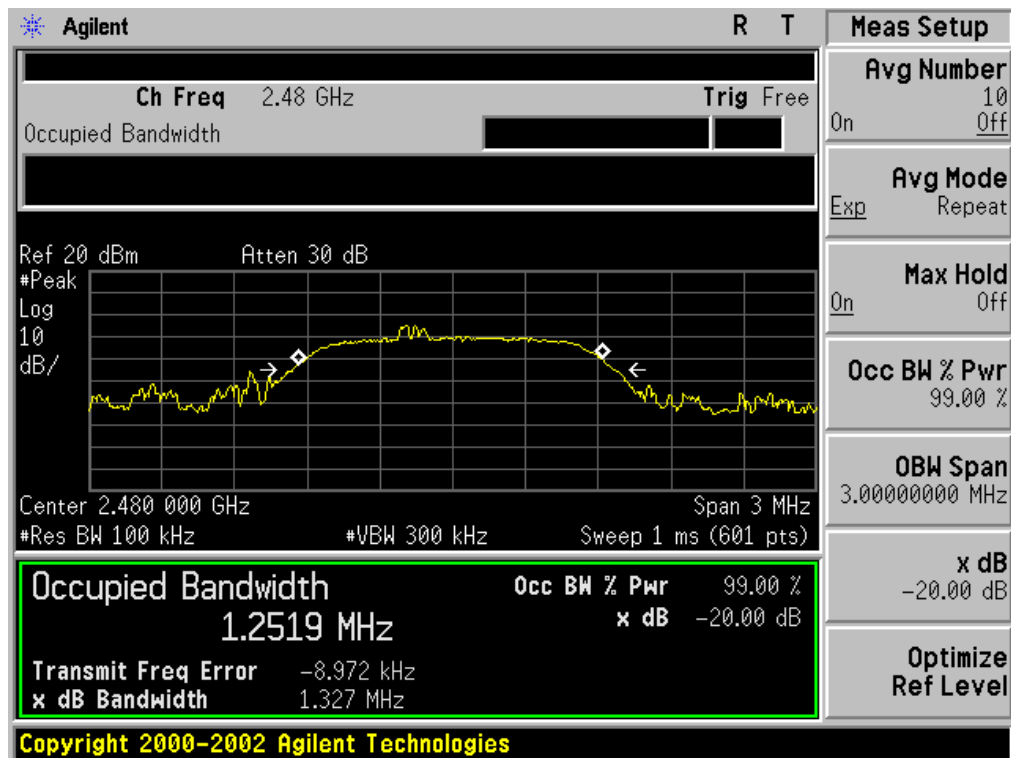 Agilent R T
Ch Freq 2.48 GHz Trig Free
Occupied Bandwidth
Ref 20 dBm Atten 30 dB
#Peak
Log
10
dB/
Center 2.480 000 GHz Span 3 MHz
#Res BW 100 kHz #VBW 300 kHz Sweep 1 ms (601 pts)
Occupied Bandwidth Occ BW % Pwr 99.00 %
1.2519 MHz x dB -20.00 dB
Transmit Freq Error -8.972 kHz
x dB Bandwidth 1.327 MHz
Meas Setup
Avg Number
10
On Off
Avg Mode
Exp Repeat
Max Hold
On Off
Occ BW % Pwr
99.00 %
OBW Span
3.00000000 MHz
x dB
-20.00 dB
Optimize
Ref Level
Copyright 2000-2002 Agilent Technologies